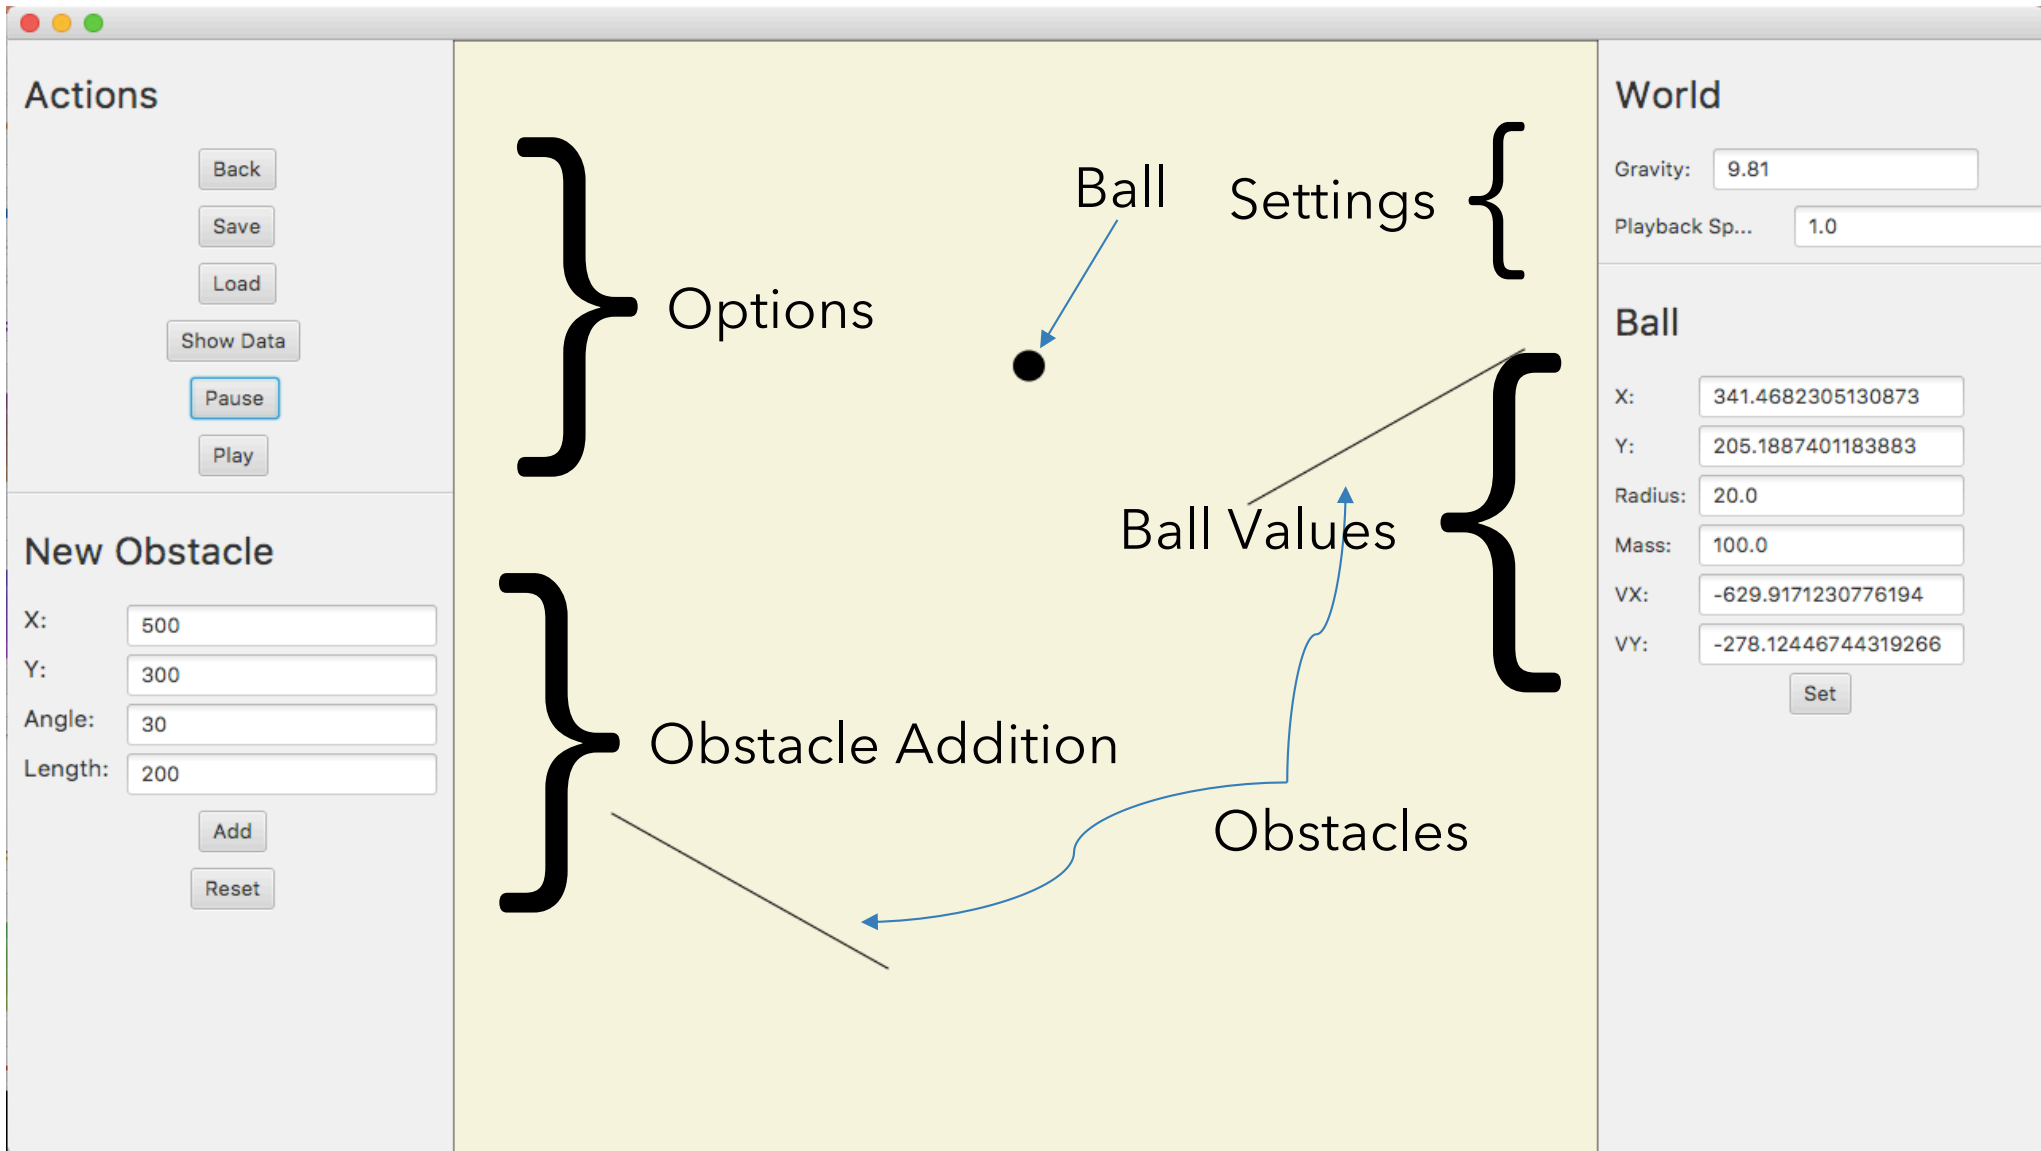 Actions
Back
Save
Load
Show Data
Pause
Play
New Obstacle
X: 500
Y: 300
Angle: 30
Length: 200
Add
Reset
Ball
Settings
Options
Ball Values
Obstacle Addition
Obstacles
World
Gravity: 9.81
Playback Sp... 1.0
Ball
X: 341.4682305130873
Y: 205.1887401183883
Radius: 20.0
Mass: 100.0
VX: -629.9171230776194
VY: -278.12446744319266
Set